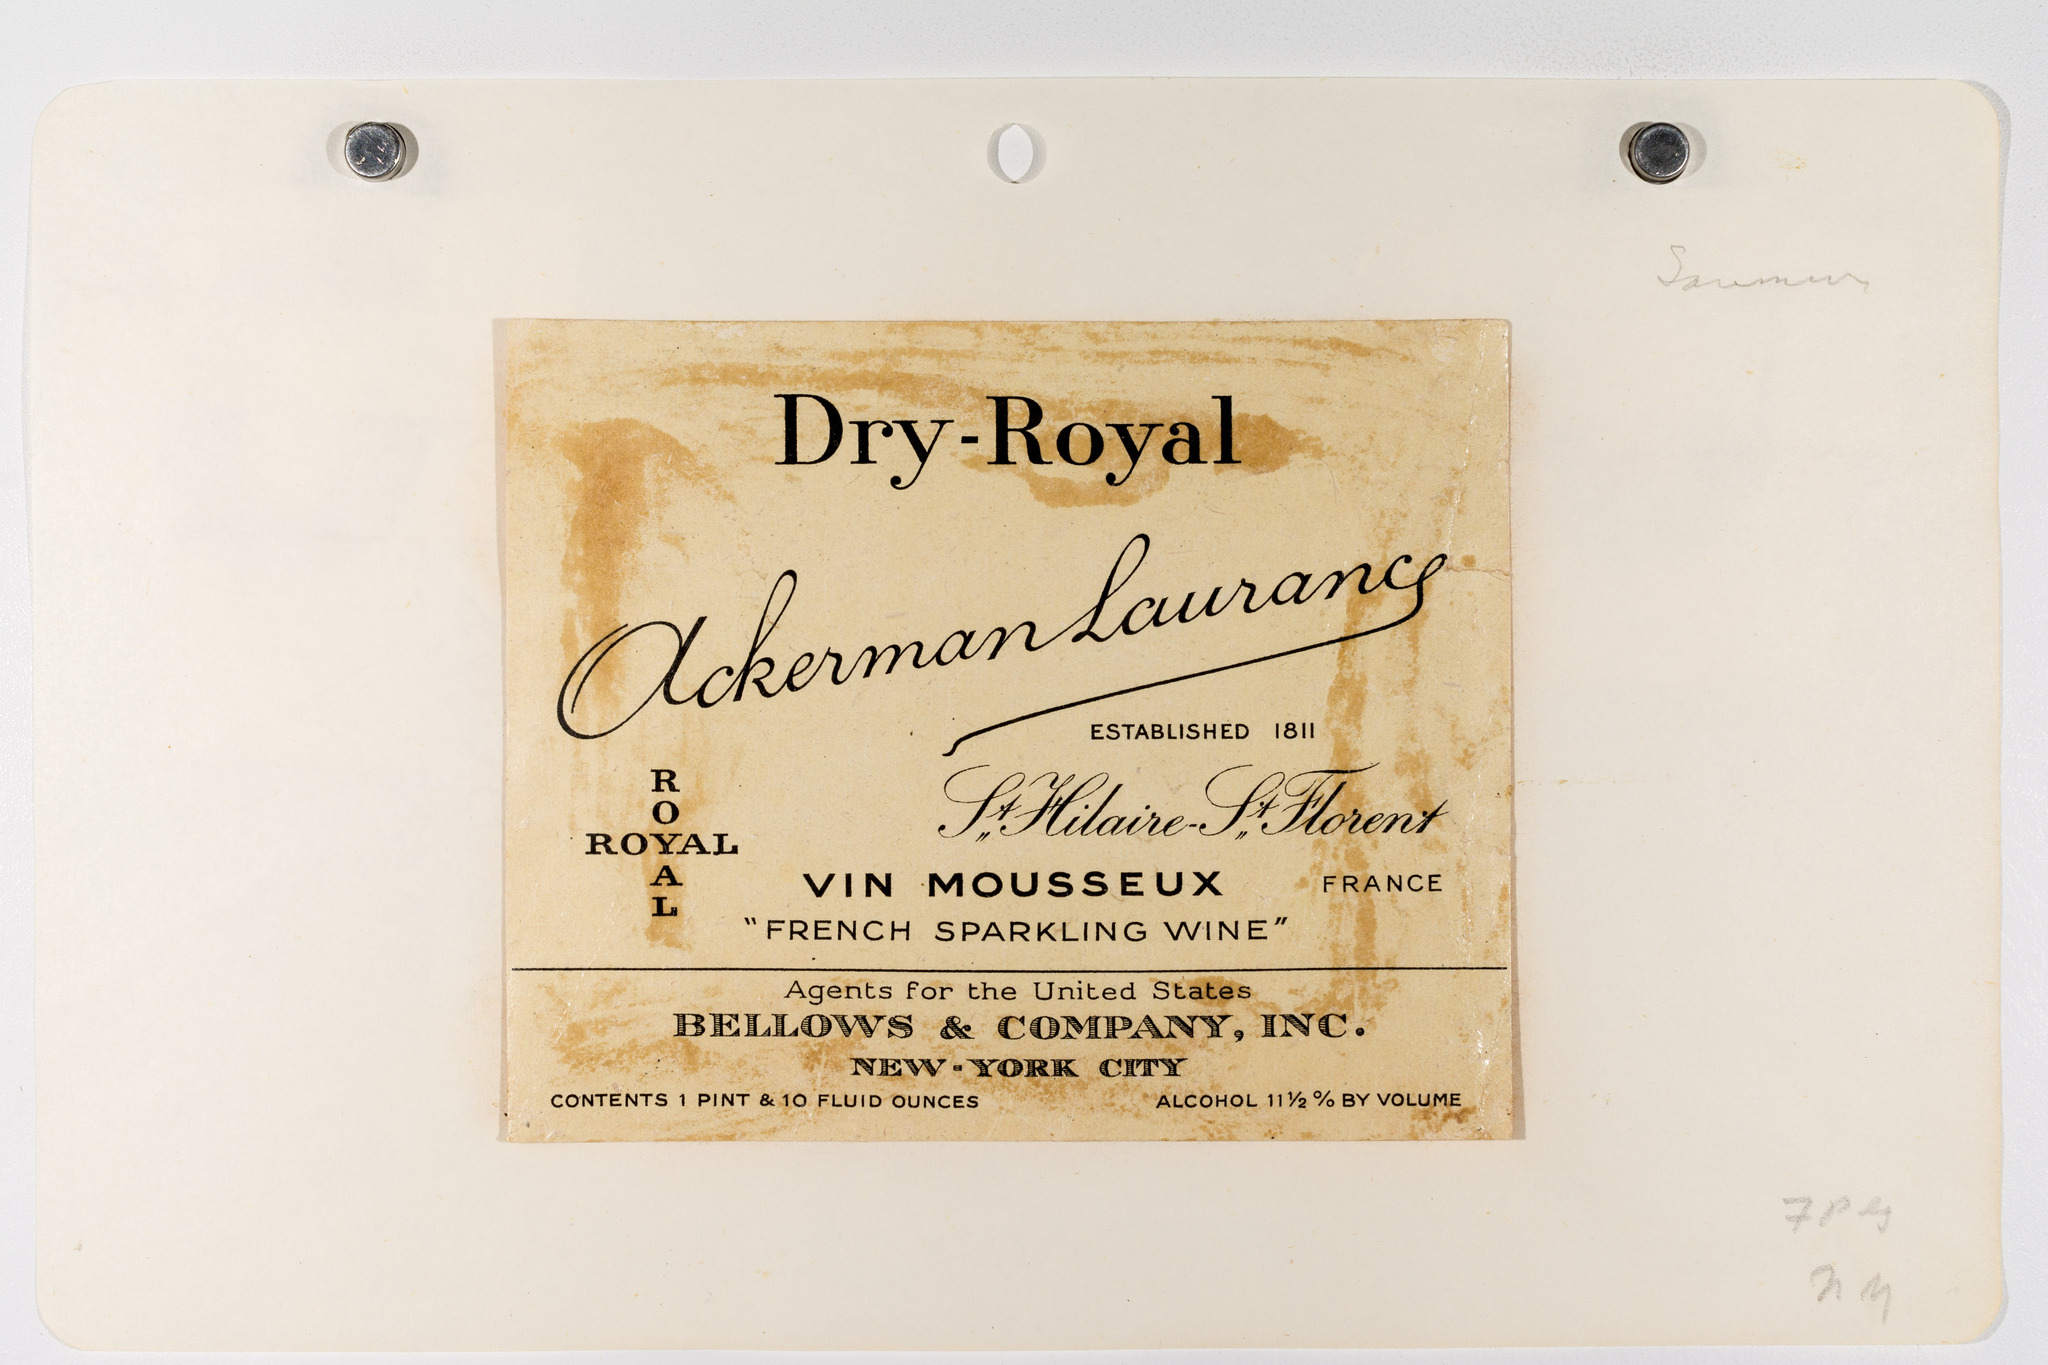 Saumur
Dry-Royal
Ackerman Laurance
ESTABLISHED 1811
St Hilaire-St Florent
ROYAL
ROYAL
VIN MOUSSEUX FRANCE
"FRENCH SPARKLING WINE"
Agents for the United States
BELLOWS & COMPANY, INC.
NEW-YORK CITY
CONTENTS 1 PINT & 10 FLUID OUNCES ALCOHOL 11½ % BY VOLUME
NY